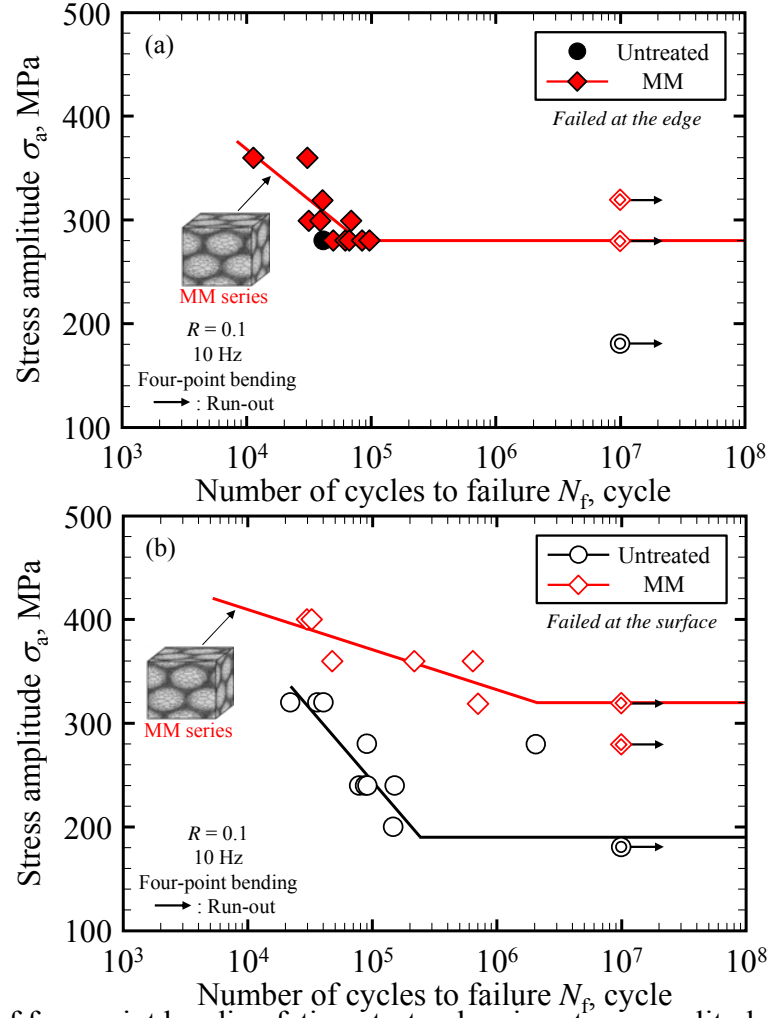 500
(a)
Untreated
MM
Failed at the edge
400
300
200
100
Stress amplitude σa, MPa
MM series
R = 0.1
10 Hz
Four-point bending
: Run-out
10³ 10⁴ 10⁵ 10⁶ 10⁷ 10⁸
Number of cycles to failure Nf, cycle
500
(b)
Untreated
MM
Failed at the surface
400
300
200
100
Stress amplitude σa, MPa
MM series
R = 0.1
10 Hz
Four-point bending
: Run-out
10³ 10⁴ 10⁵ 10⁶ 10⁷ 10⁸
Number of cycles to failure Nf, cycle